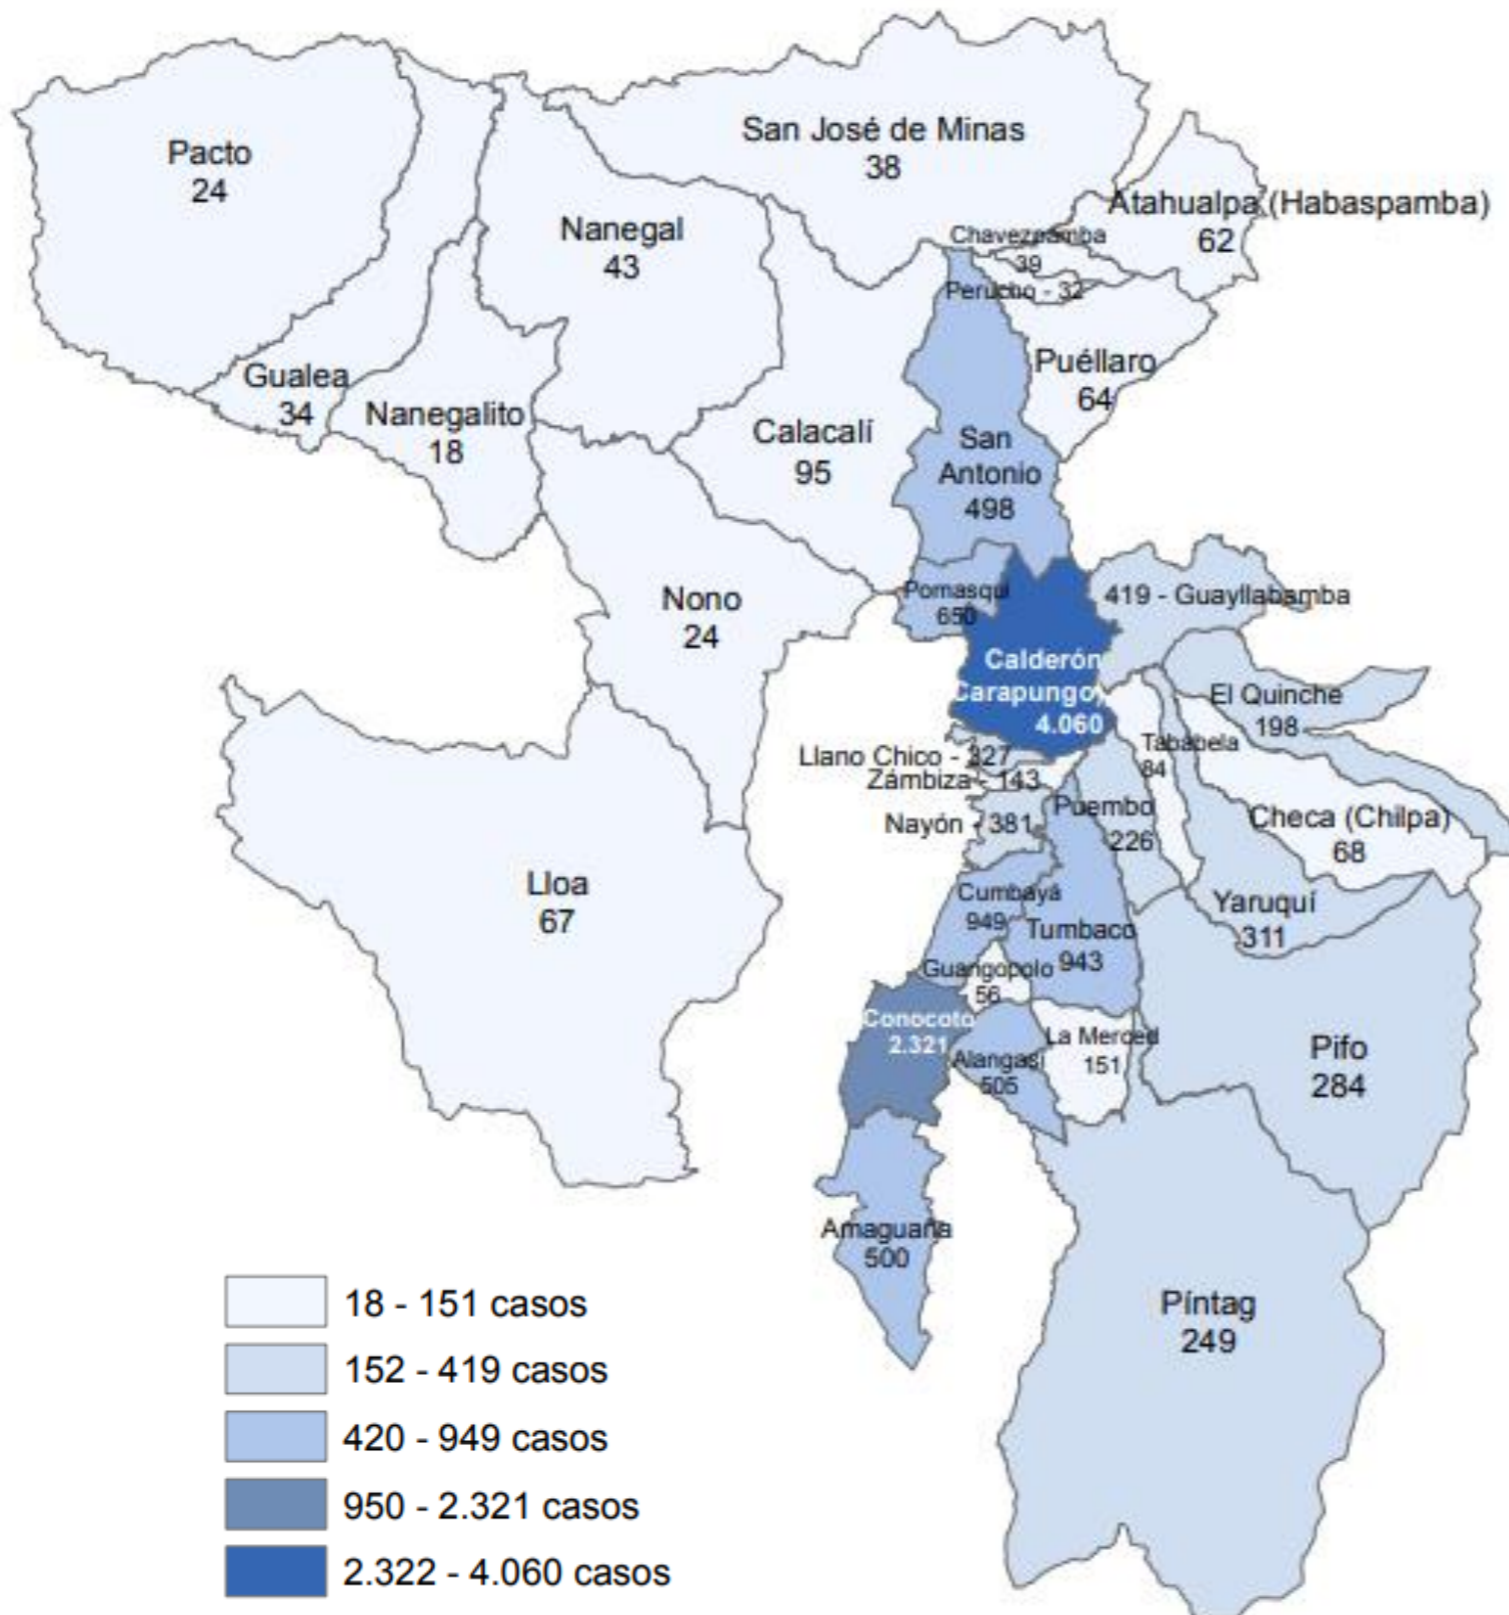 Pacto
24
San José de Minas
38
Atahualpa (Habaspamba)
62
Nanegal
43
Chavezpamba
39
Perucho - 32
Puéllaro
64
Gualea
34
Nanegalito
18
Calacalí
95
San
Antonio
498
Pomasqui
650
419 - Guayllabamba
Nono
24
Calderón
Carapungo)
4.060
El Quinche
198
Tababela
84
Llano Chico - 327
Zámbiza - 143
Nayón - 381
Puembo
226
Checa (Chilpa)
68
Lloa
67
Cumbayá
949
Tumbaco
943
Yaruquí
311
Guangopolo
56
Conocoto
2.321
La Merced
151
Alangasí
505
Pifo
284
Amaguaña
500
Píntag
249
18 - 151 casos
152 - 419 casos
420 - 949 casos
950 - 2.321 casos
2.322 - 4.060 casos